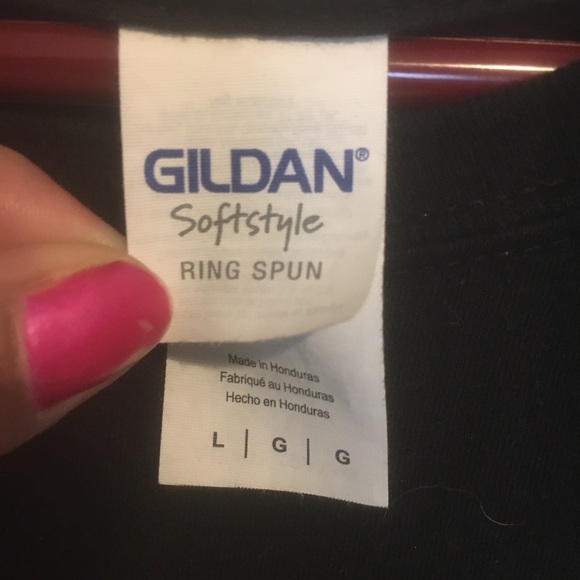 GILDAN®
Softstyle
RING SPUN
Made in Honduras
Fabriqué au Honduras
Hecho en Honduras
L | G | G